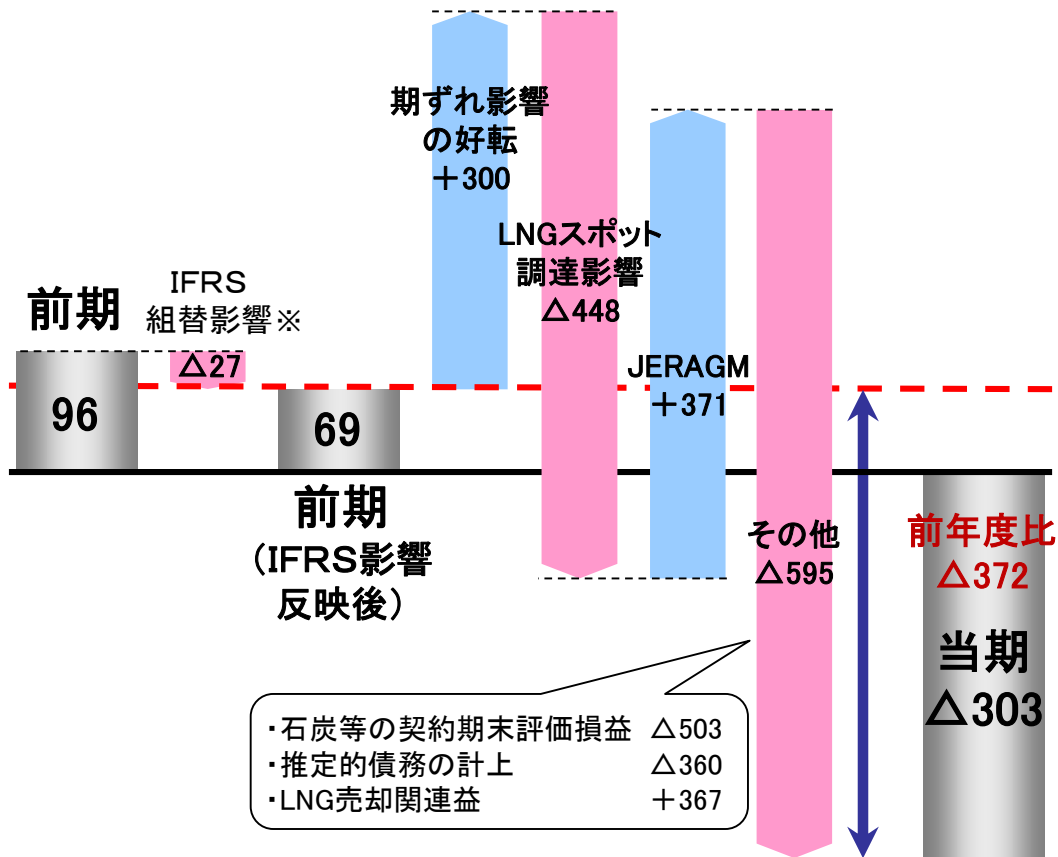 前期
96
IFRS
組替影響※
△27
69
前期
（IFRS影響
反映後）
期ずれ影響
の好転
＋300
LNGスポット
調達影響
△448
JERAGM
＋371
その他
△595
前年度比
△372
当期
△303
・石炭等の契約期末評価損益 △503
・推定的債務の計上 △360
・LNG売却関連益 ＋367